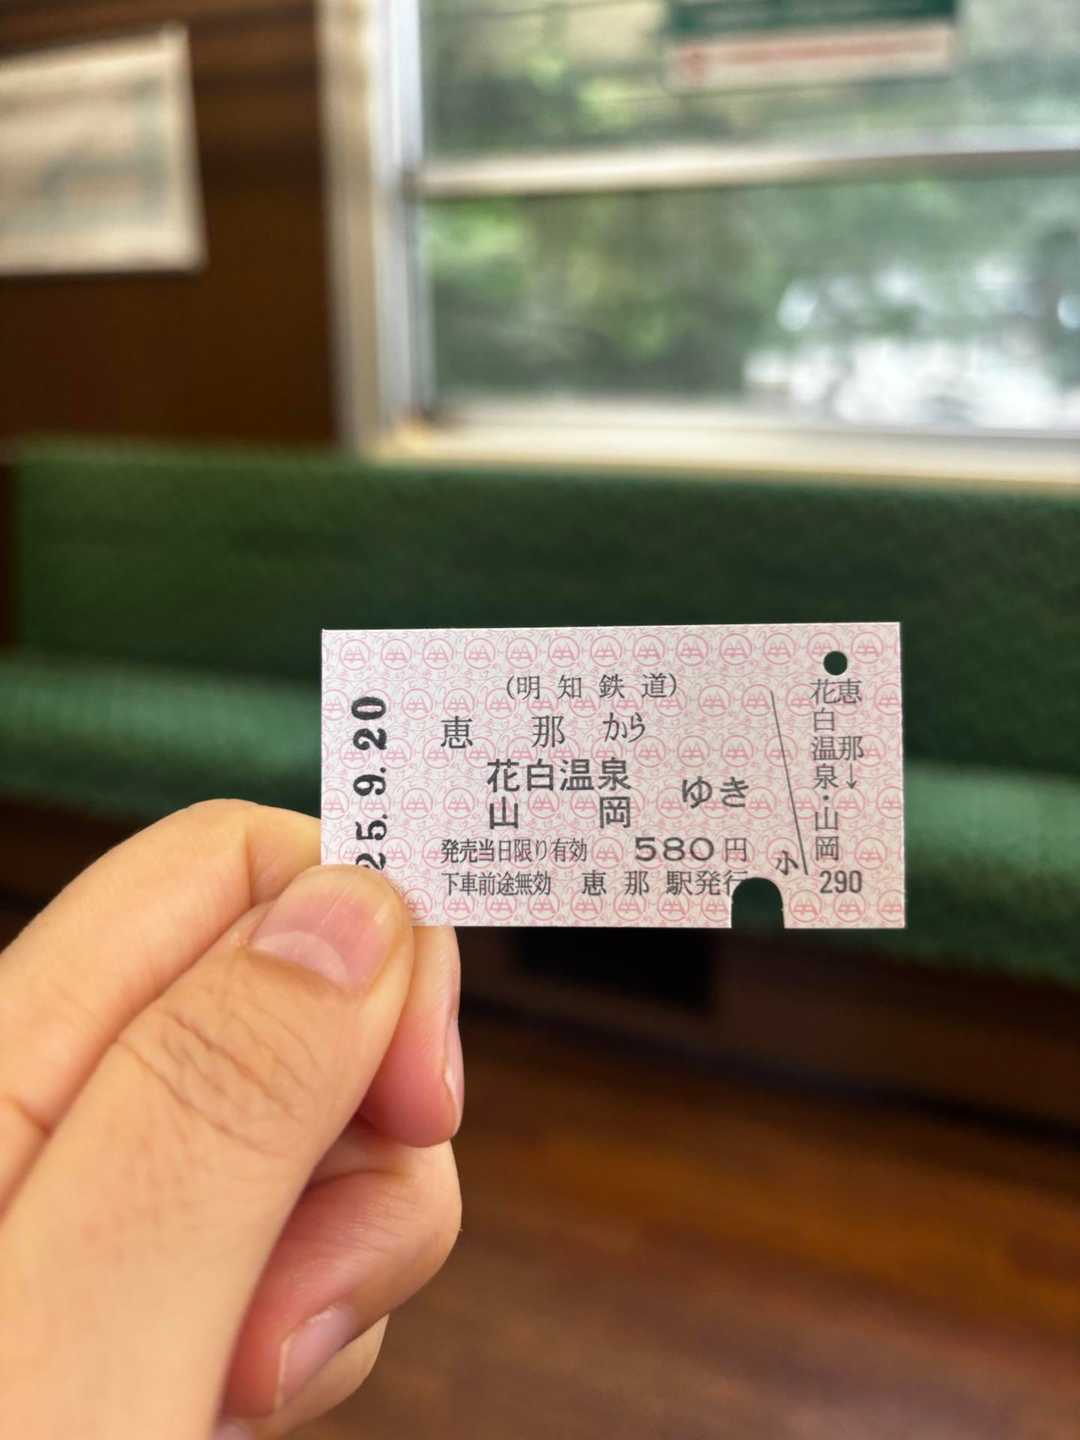 25.9.20
(明知鉄道)
恵那から
花白温泉
山岡
ゆき
発売当日限り有効 580円
下車前途無効 恵那駅発行
小
恵那→
花白温泉・山岡
290